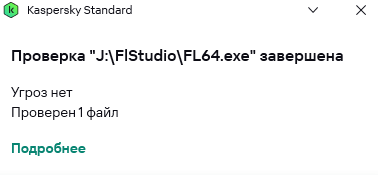 Kaspersky Standard
Проверка "J:\FlStudio\FL64.exe" завершена
Угроз нет
Проверен 1 файл
Подробнее